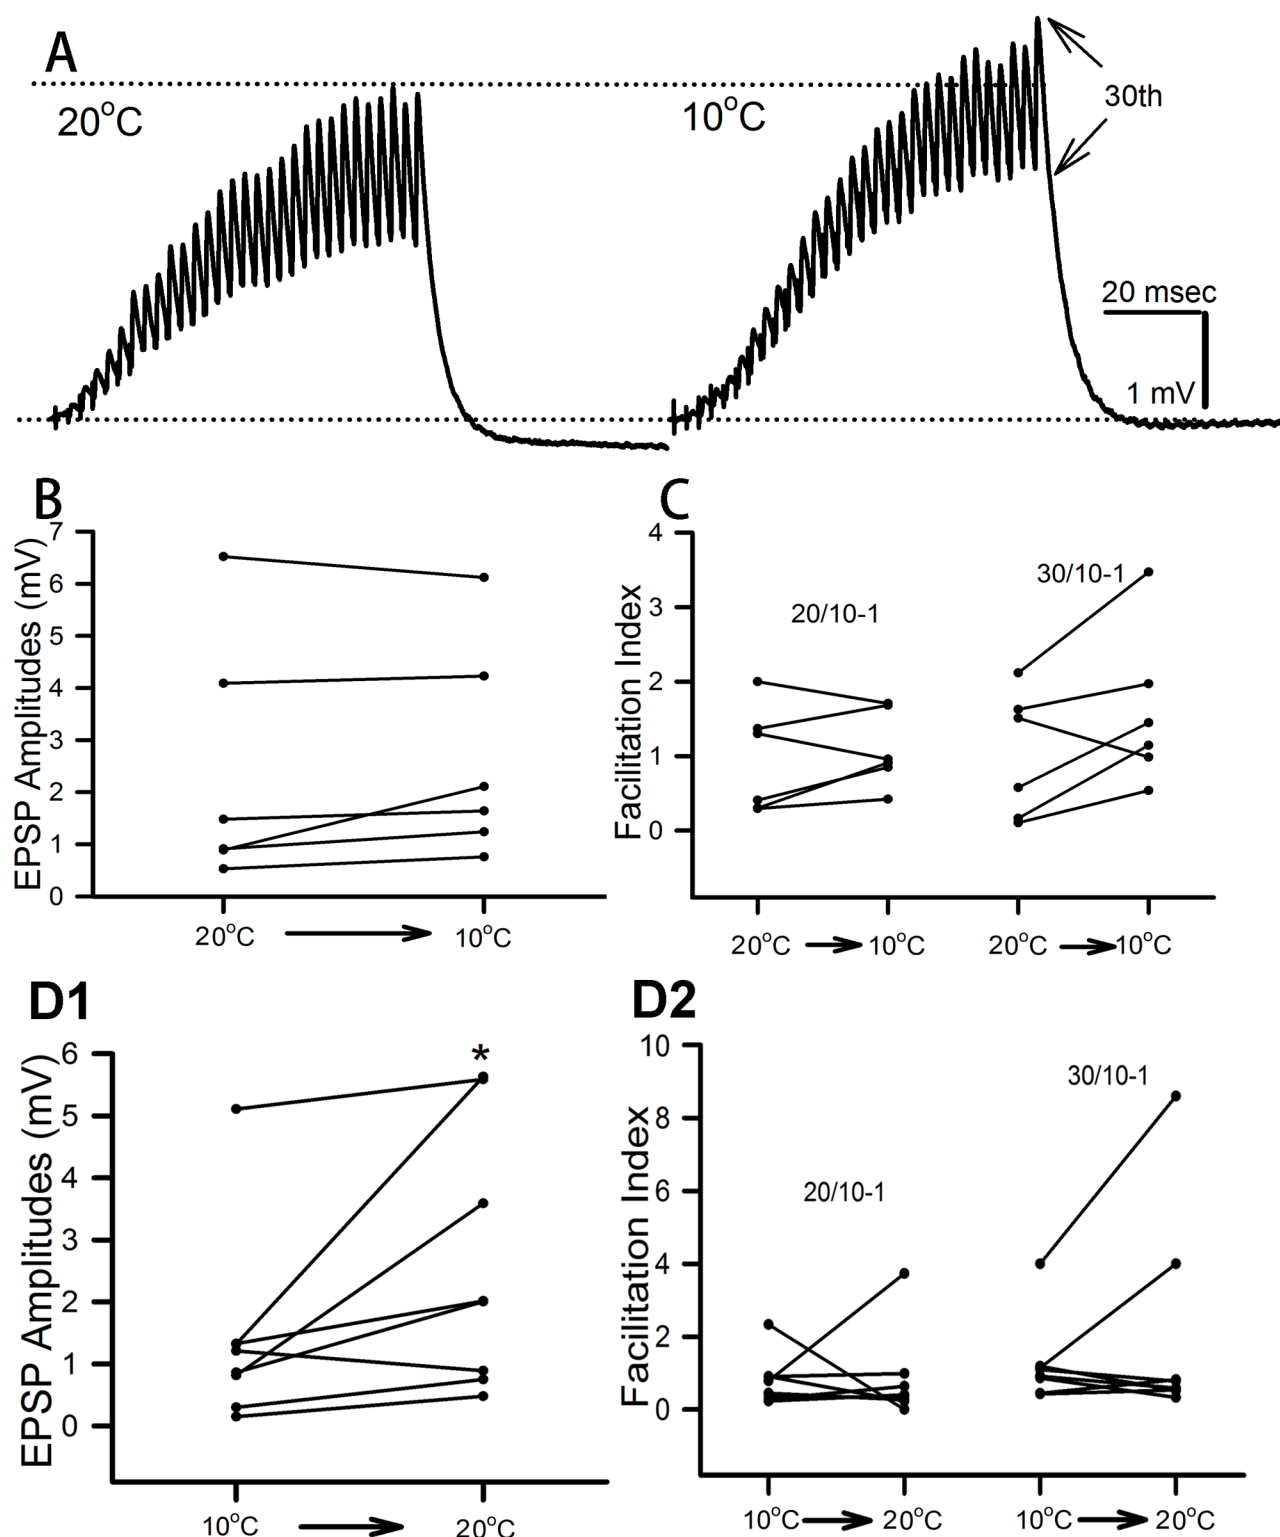 A
20°C
10°C
30th
20 msec
1 mV
B
EPSP Amplitudes (mV)
7
6
5
4
3
2
1
0
20°C
10°C
C
Facilitation Index
4
3
2
1
0
20/10-1
30/10-1
20°C
10°C
20°C
10°C
D1
EPSP Amplitudes (mV)
6
5
4
3
2
1
0
*
10°C
20°C
D2
Facilitation Index
10
8
6
4
2
0
20/10-1
30/10-1
10°C
20°C
10°C
20°C